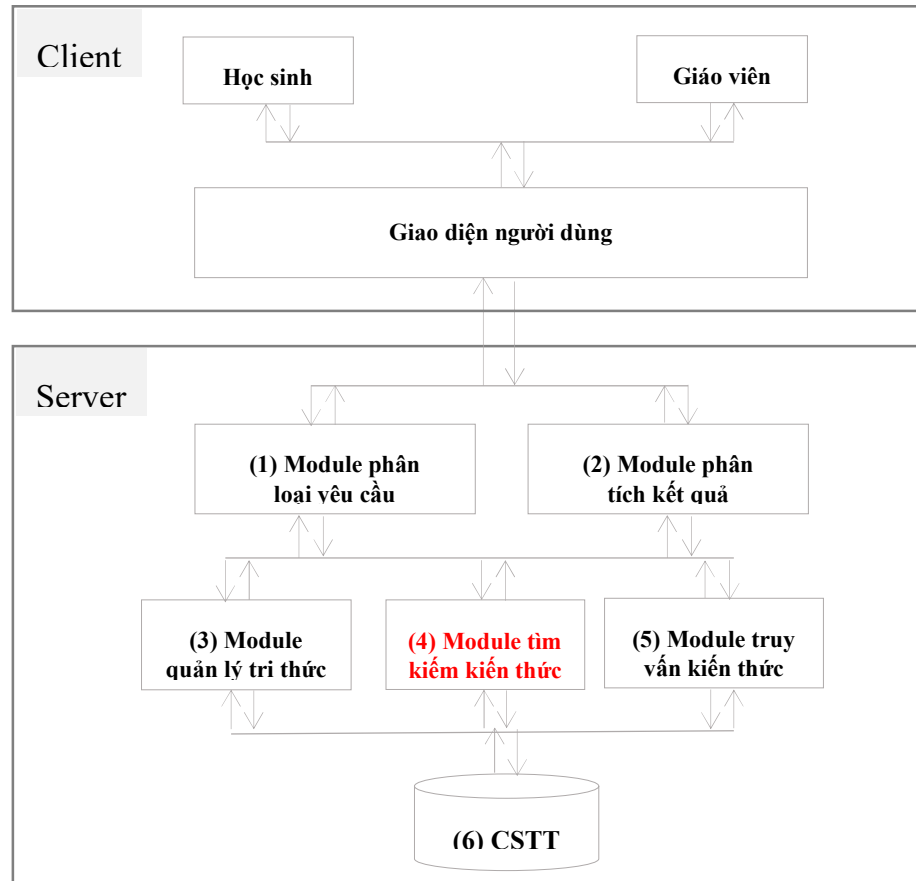 Client
Học sinh
Giáo viên
Giao diện người dùng
Server
(1) Module phân
loại yêu cầu
(2) Module phân
tích kết quả
(3) Module
quản lý tri thức
(4) Module tìm
kiếm kiến thức
(5) Module truy
vấn kiến thức
(6) CSTT